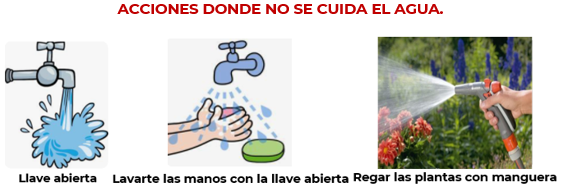 ACCIONES DONDE NO SE CUIDA EL AGUA.
Llave abierta
Lavarte las manos con la llave abierta
Regar las plantas con manguera